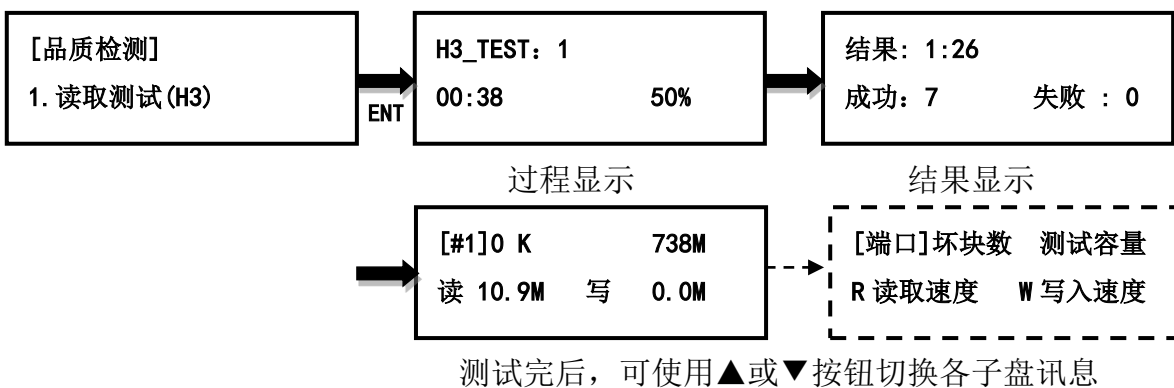 [品质检测]
1.读取测试(H3)
ENT
H3_TEST：1
00:38 50%
结果: 1:26
成功：7 失败 : 0
过程显示
结果显示
[#1]0 K 738M
读 10.9M 写 0.0M
[端口]坏块数 测试容量
R读取速度 W写入速度
测试完后，可使用▲或▼按钮切换各子盘讯息